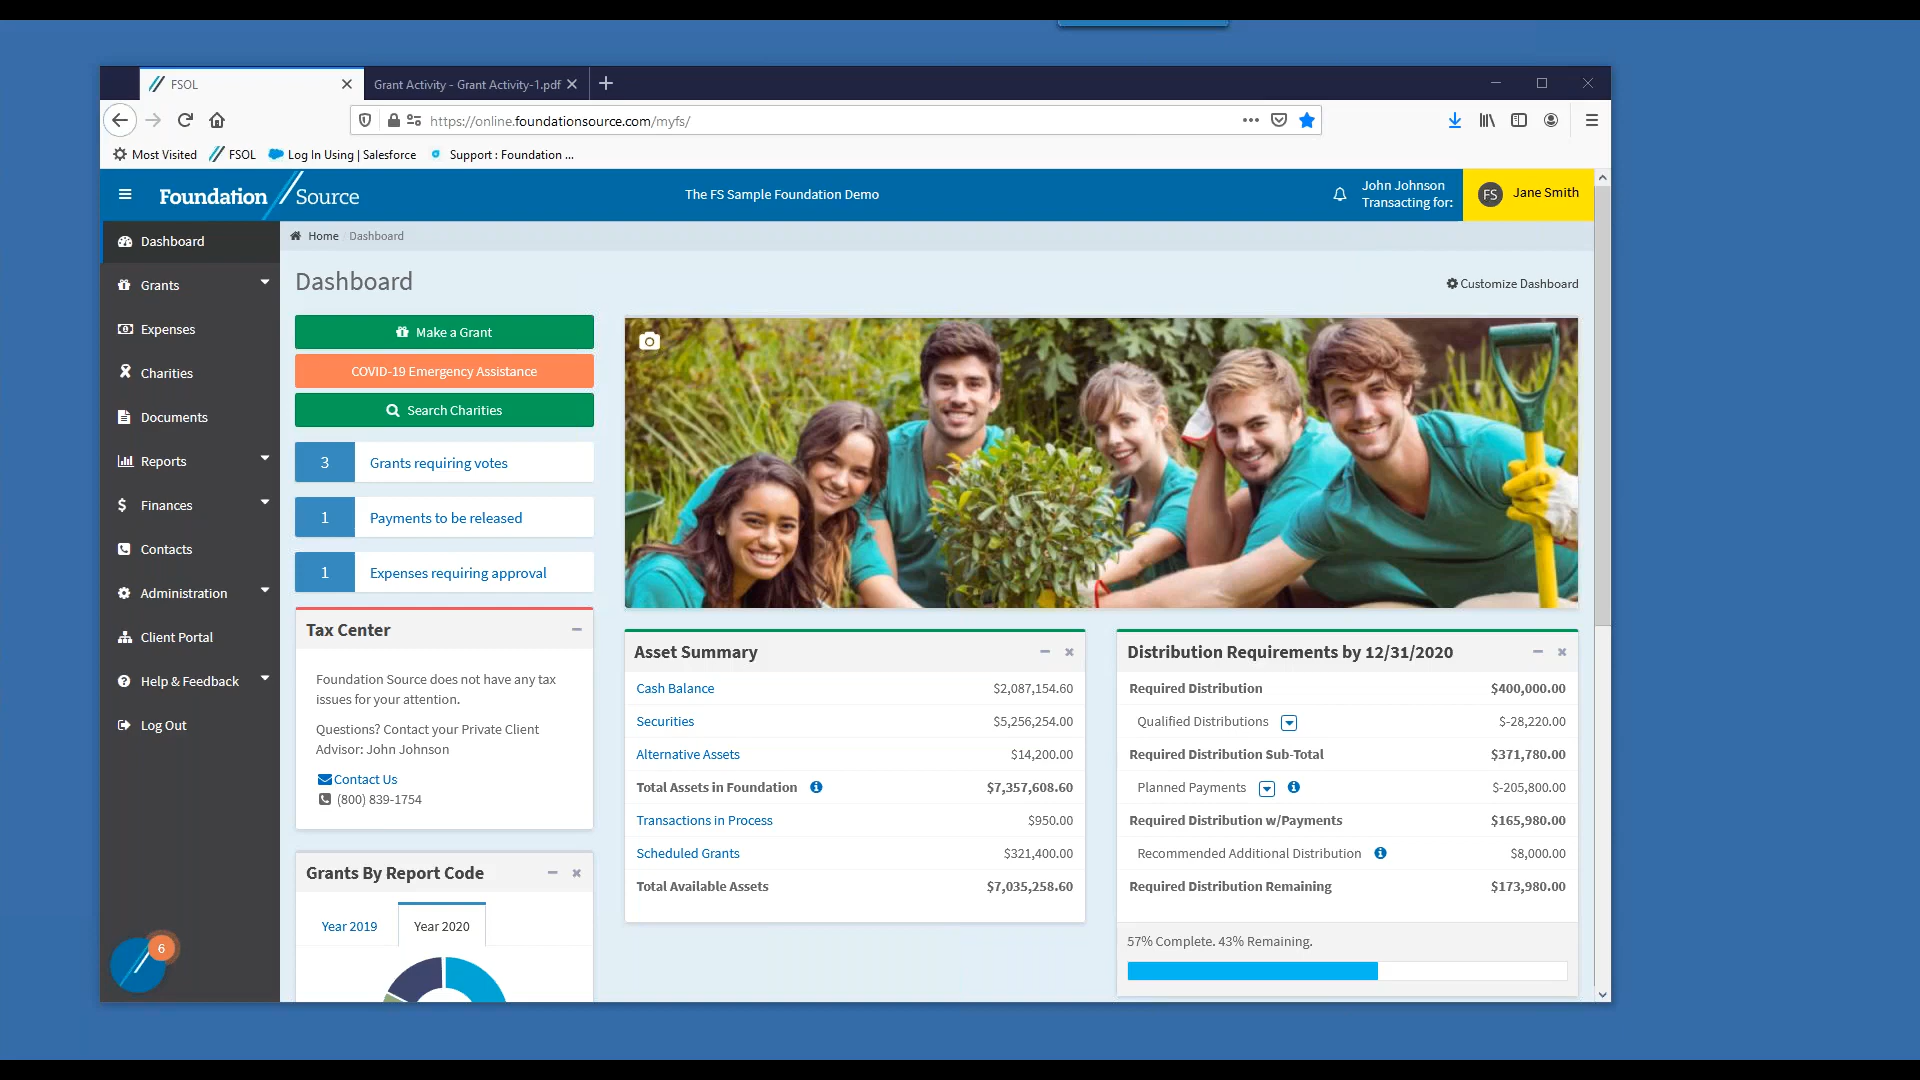 FSOL
Grant Activity - Grant Activity-1.pdf
https://online.foundationsource.com/myfs/
Most Visited
FSOL
Log In Using | Salesforce
Support : Foundation ...
Foundation Source
The FS Sample Foundation Demo
John Johnson
Transacting for:
FS
Jane Smith
Dashboard
Grants
Expenses
Charities
Documents
Reports
Finances
Contacts
Administration
Client Portal
Help & Feedback
Log Out
6
Home
Dashboard
Dashboard
Customize Dashboard
Make a Grant
COVID-19 Emergency Assistance
Search Charities
3 Grants requiring votes
1 Payments to be released
1 Expenses requiring approval
Tax Center
Foundation Source does not have any tax
issues for your attention.
Questions? Contact your Private Client
Advisor: John Johnson
Contact Us
(800) 839-1754
Grants By Report Code
Year 2019
Year 2020
Asset Summary
Cash Balance $2,087,154.60
Securities $5,256,254.00
Alternative Assets $14,200.00
Total Assets in Foundation $7,357,608.60
Transactions in Process $950.00
Scheduled Grants $321,400.00
Total Available Assets $7,035,258.60
Distribution Requirements by 12/31/2020
Required Distribution $400,000.00
Qualified Distributions $-28,220.00
Required Distribution Sub-Total $371,780.00
Planned Payments $-205,800.00
Required Distribution w/Payments $165,980.00
Recommended Additional Distribution $8,000.00
Required Distribution Remaining $173,980.00
57% Complete. 43% Remaining.